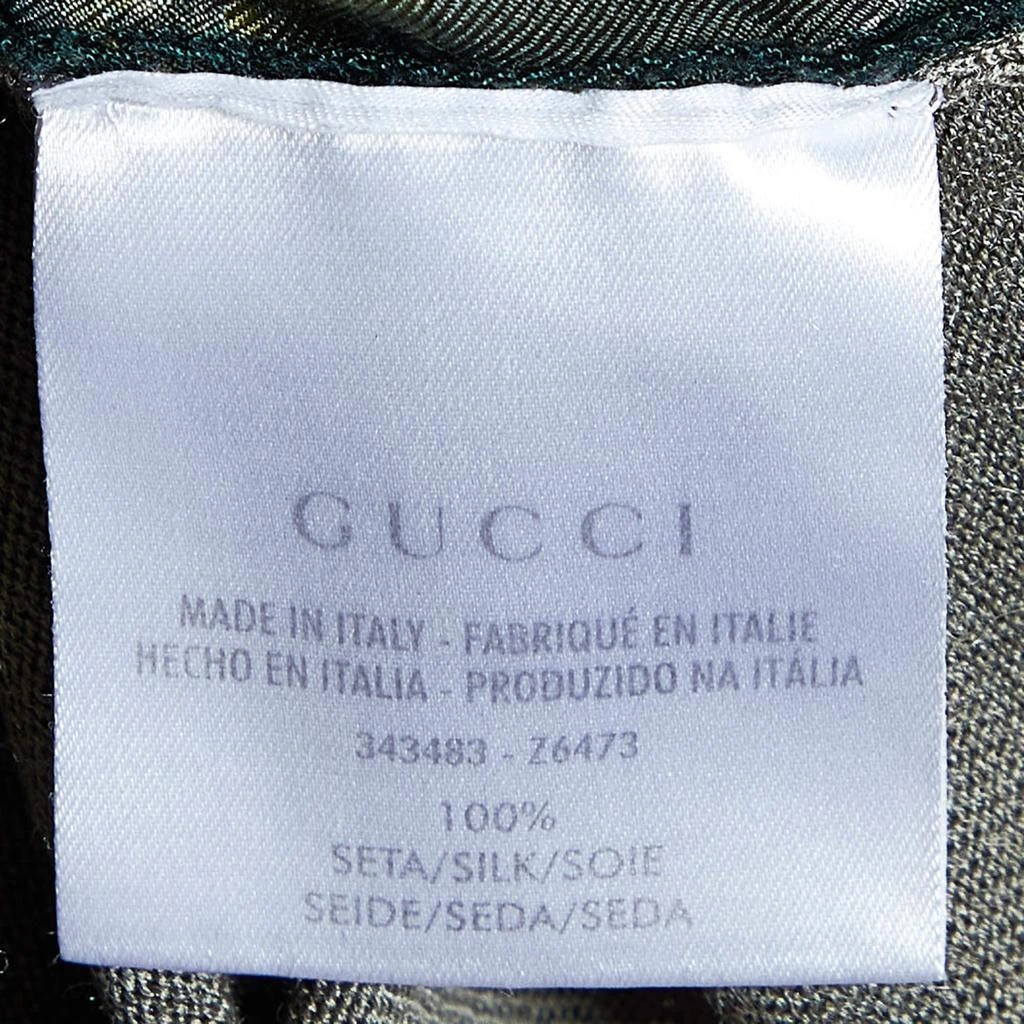 GUCCI
MADE IN ITALY - FABRIQUÉ EN ITALIE
HECHO EN ITALIA - PRODUZIDO NA ITÁLIA
343483 - Z6473
100%
SETA/SILK/SOIE
SEIDE/SEDA/SEDA